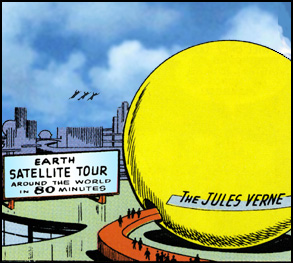 EARTH
SATELLITE TOUR
AROUND THE WORLD
IN 80 MINUTES
THE JULES VERNE